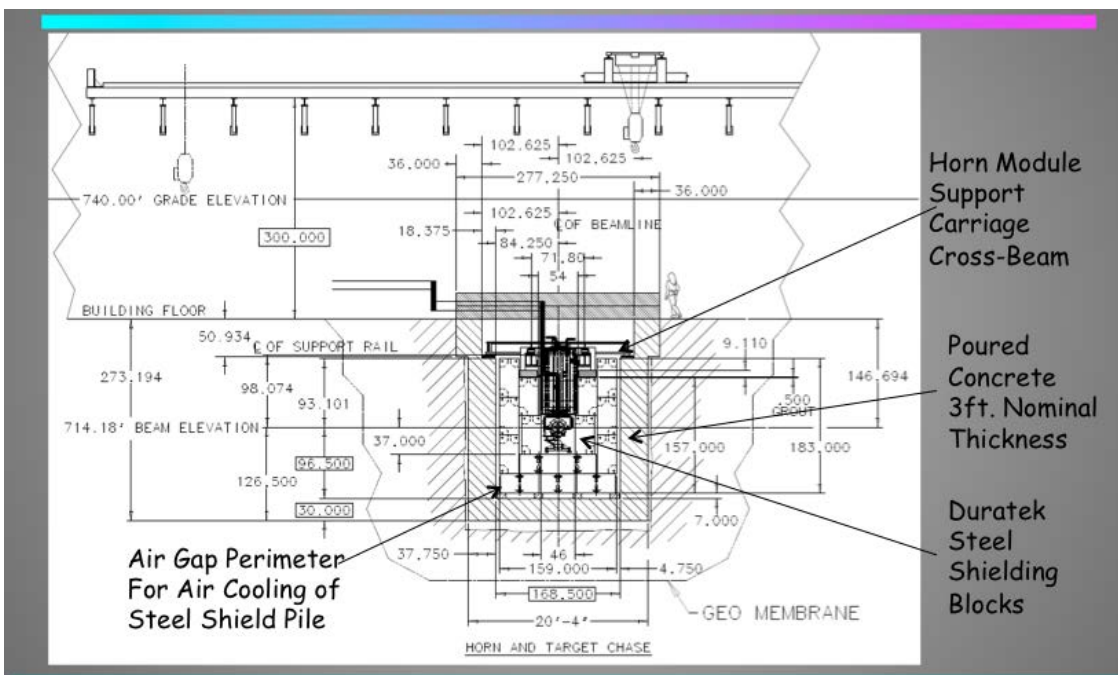 102.625
36.000
102.625
277.250
36.000
740.00' GRADE ELEVATION
102.625
℄ OF BEAMLINE
18.375
84.250
300.000
71.80
54
Horn Module
Support
Carriage
Cross-Beam
BUILDING FLOOR
50.934
℄ OF SUPPORT RAIL
9.110
273.194
98.074
93.101
146.694
.500
GROUT
714.18' BEAM ELEVATION
37.000
157.000
183.000
96.500
126.500
30.000
7.000
Poured
Concrete
3ft. Nominal
Thickness
Air Gap Perimeter
For Air Cooling of
Steel Shield Pile
37.750
46
159.000
4.750
168.500
20'-4"
GEO MEMBRANE
HORN AND TARGET CHASE
Duratek
Steel
Shielding
Blocks